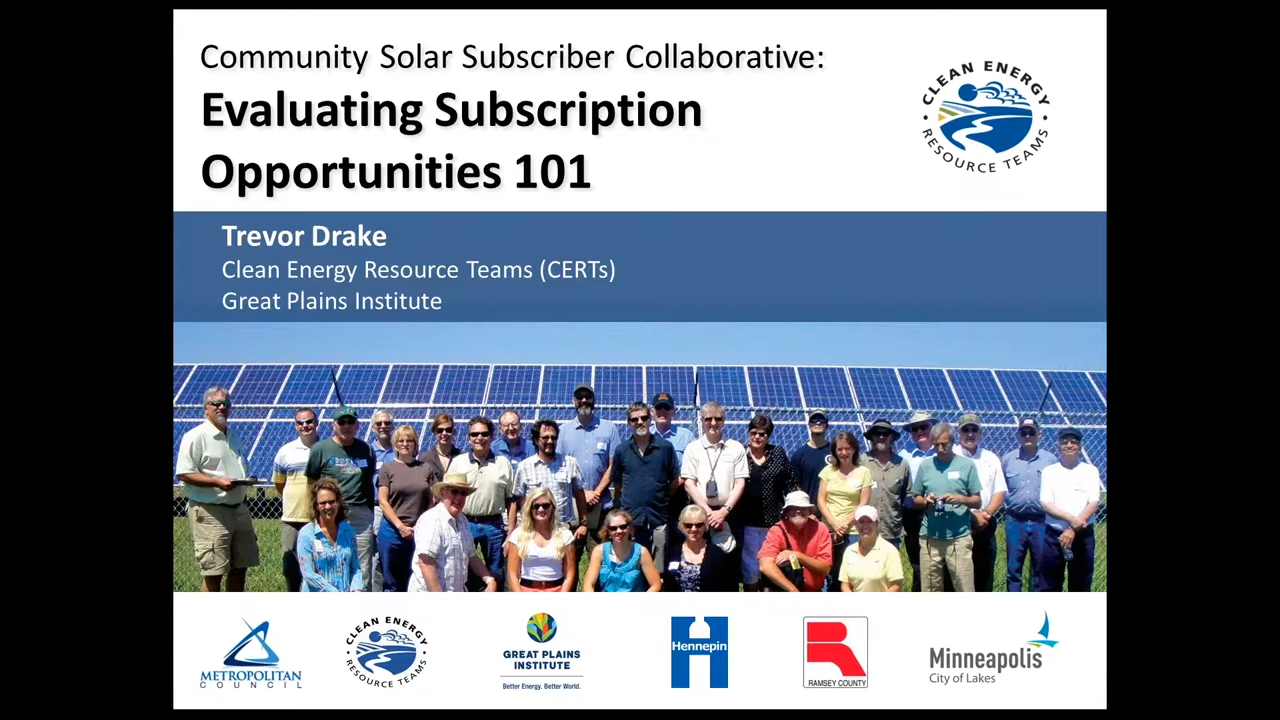 Community Solar Subscriber Collaborative:
Evaluating Subscription
Opportunities 101
CLEAN ENERGY
RESOURCE TEAMS
Trevor Drake
Clean Energy Resource Teams (CERTs)
Great Plains Institute
METROPOLITAN
COUNCIL
CLEAN ENERGY
RESOURCE TEAMS
GREAT PLAINS
INSTITUTE
Better Energy. Better World.
Hennepin
RAMSEY COUNTY
Minneapolis
City of Lakes